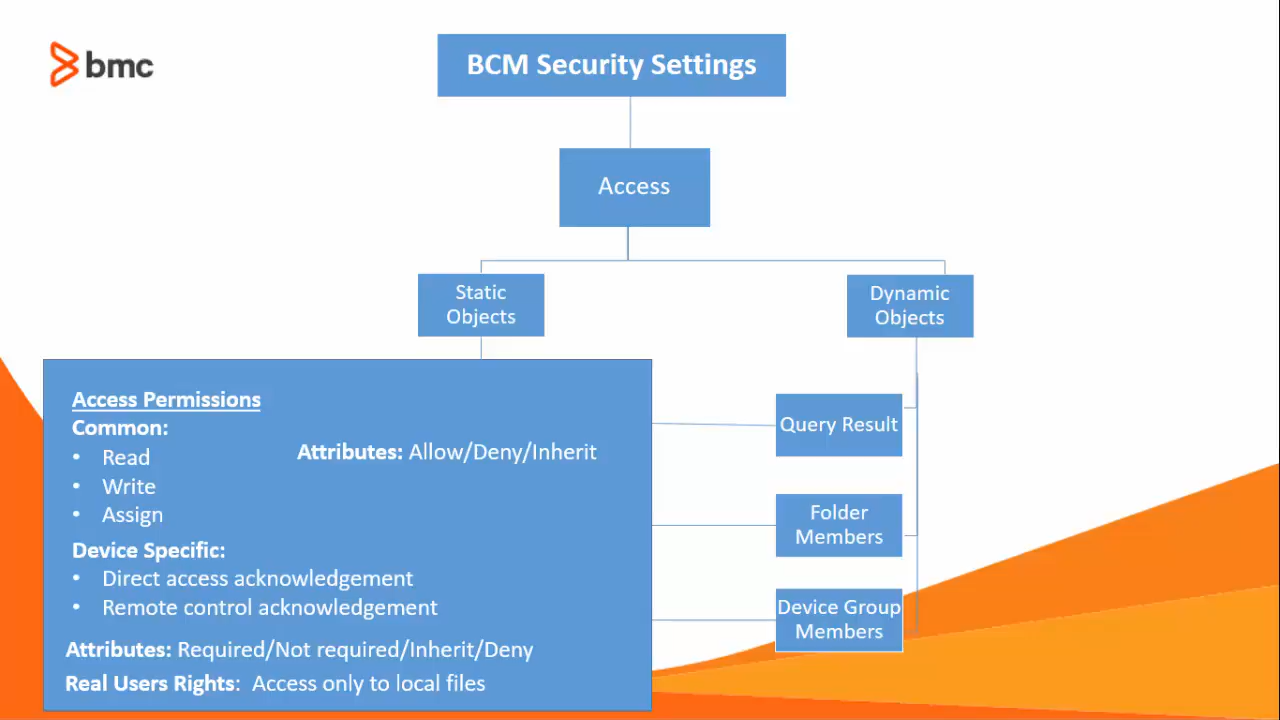 bmc
BCM Security Settings
Access
Static
Objects
Dynamic
Objects
Access Permissions
Common:
• Read
• Write
• Assign
Attributes: Allow/Deny/Inherit
Device Specific:
• Direct access acknowledgement
• Remote control acknowledgement
Attributes: Required/Not required/Inherit/Deny
Real Users Rights: Access only to local files
Query Result
Folder
Members
Device Group
Members